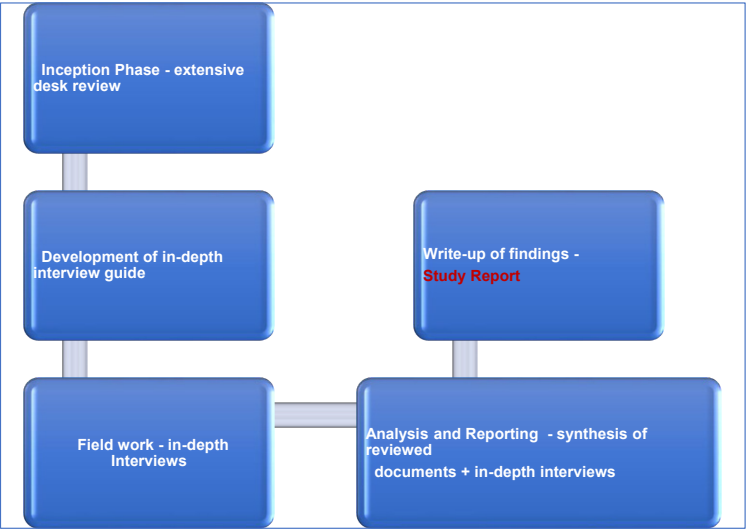 Inception Phase - extensive
desk review
Development of in-depth
interview guide
Field work - in-depth
Interviews
Analysis and Reporting - synthesis of
reviewed
documents + in-depth interviews
Write-up of findings -
Study Report